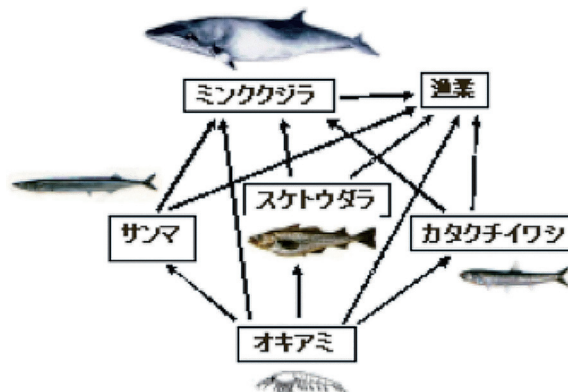 ミンククジラ
漁業
スケトウダラ
サンマ
カタクチイワシ
オキアミ